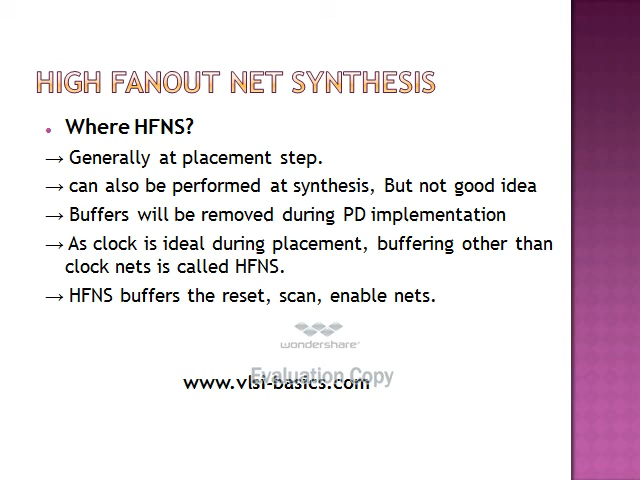 HIGH FANOUT NET SYNTHESIS
• Where HFNS?
→ Generally at placement step.
→ can also be performed at synthesis, But not good idea
→ Buffers will be removed during PD implementation
→ As clock is ideal during placement, buffering other than
clock nets is called HFNS.
→ HFNS buffers the reset, scan, enable nets.
wondershare®
Evaluation Copy
www.vlsi-basics.com